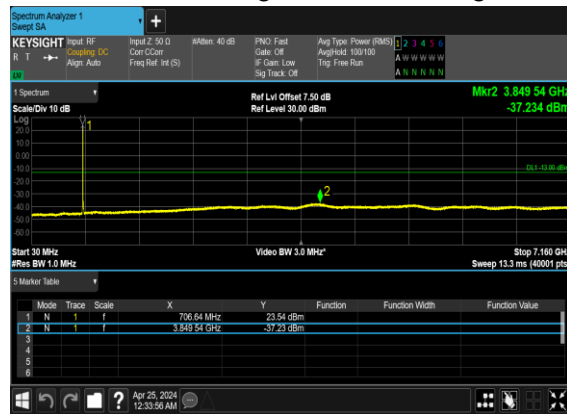 Spectrum Analyzer 1
Swept SA
+
KEYSIGHT Input: RF Input Z: 50 Ω #Atten: 40 dB PNO: Fast Avg Type: Power (RMS) 1 2 3 4 5 6
R T Coupling: DC Corr CCorr Gate: Off Avg|Hold: 100/100 A W W W W W
Align: Auto Freq Ref: Int (S) IF Gain: Low Trig: Free Run
Sig Track: Off A N N N N N
1 Spectrum Ref Lvl Offset 7.50 dB Mkr2 3.849 54 GHz
Scale/Div 10 dB Ref Level 30.00 dBm -37.234 dBm
Log
20.0
10.0
0.00
-10.0
-20.0
-30.0
-40.0
-50.0
-60.0
1
DL1 -13.00 dBm
2
Start 30 MHz Video BW 3.0 MHz* Stop 7.160 GHz
#Res BW 1.0 MHz Sweep 13.3 ms (40001 pts)
5 Marker Table
Mode Trace Scale X Y Function Function Width Function Value
1 N 1 f 706.64 MHz 23.54 dBm
2 N 1 f 3.849 54 GHz -37.23 dBm
3
4
5
6
? Apr 25, 2024
12:33:56 AM